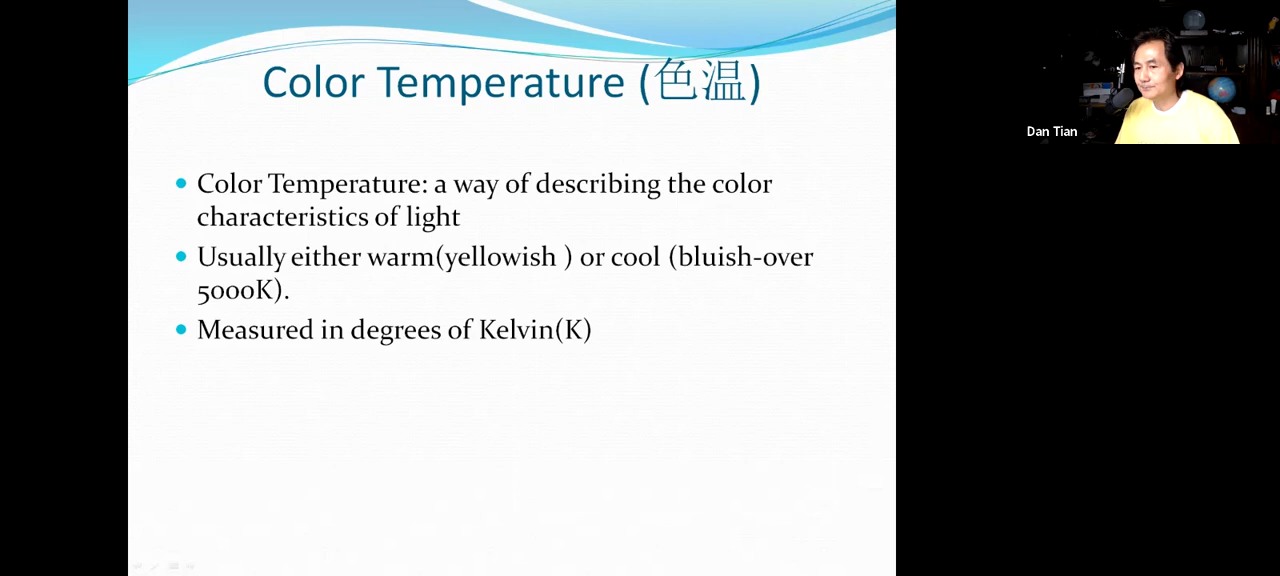 Color Temperature (色温)
Color Temperature: a way of describing the color
characteristics of light
Usually either warm(yellowish ) or cool (bluish-over
5000K).
Measured in degrees of Kelvin(K)
Dan Tian